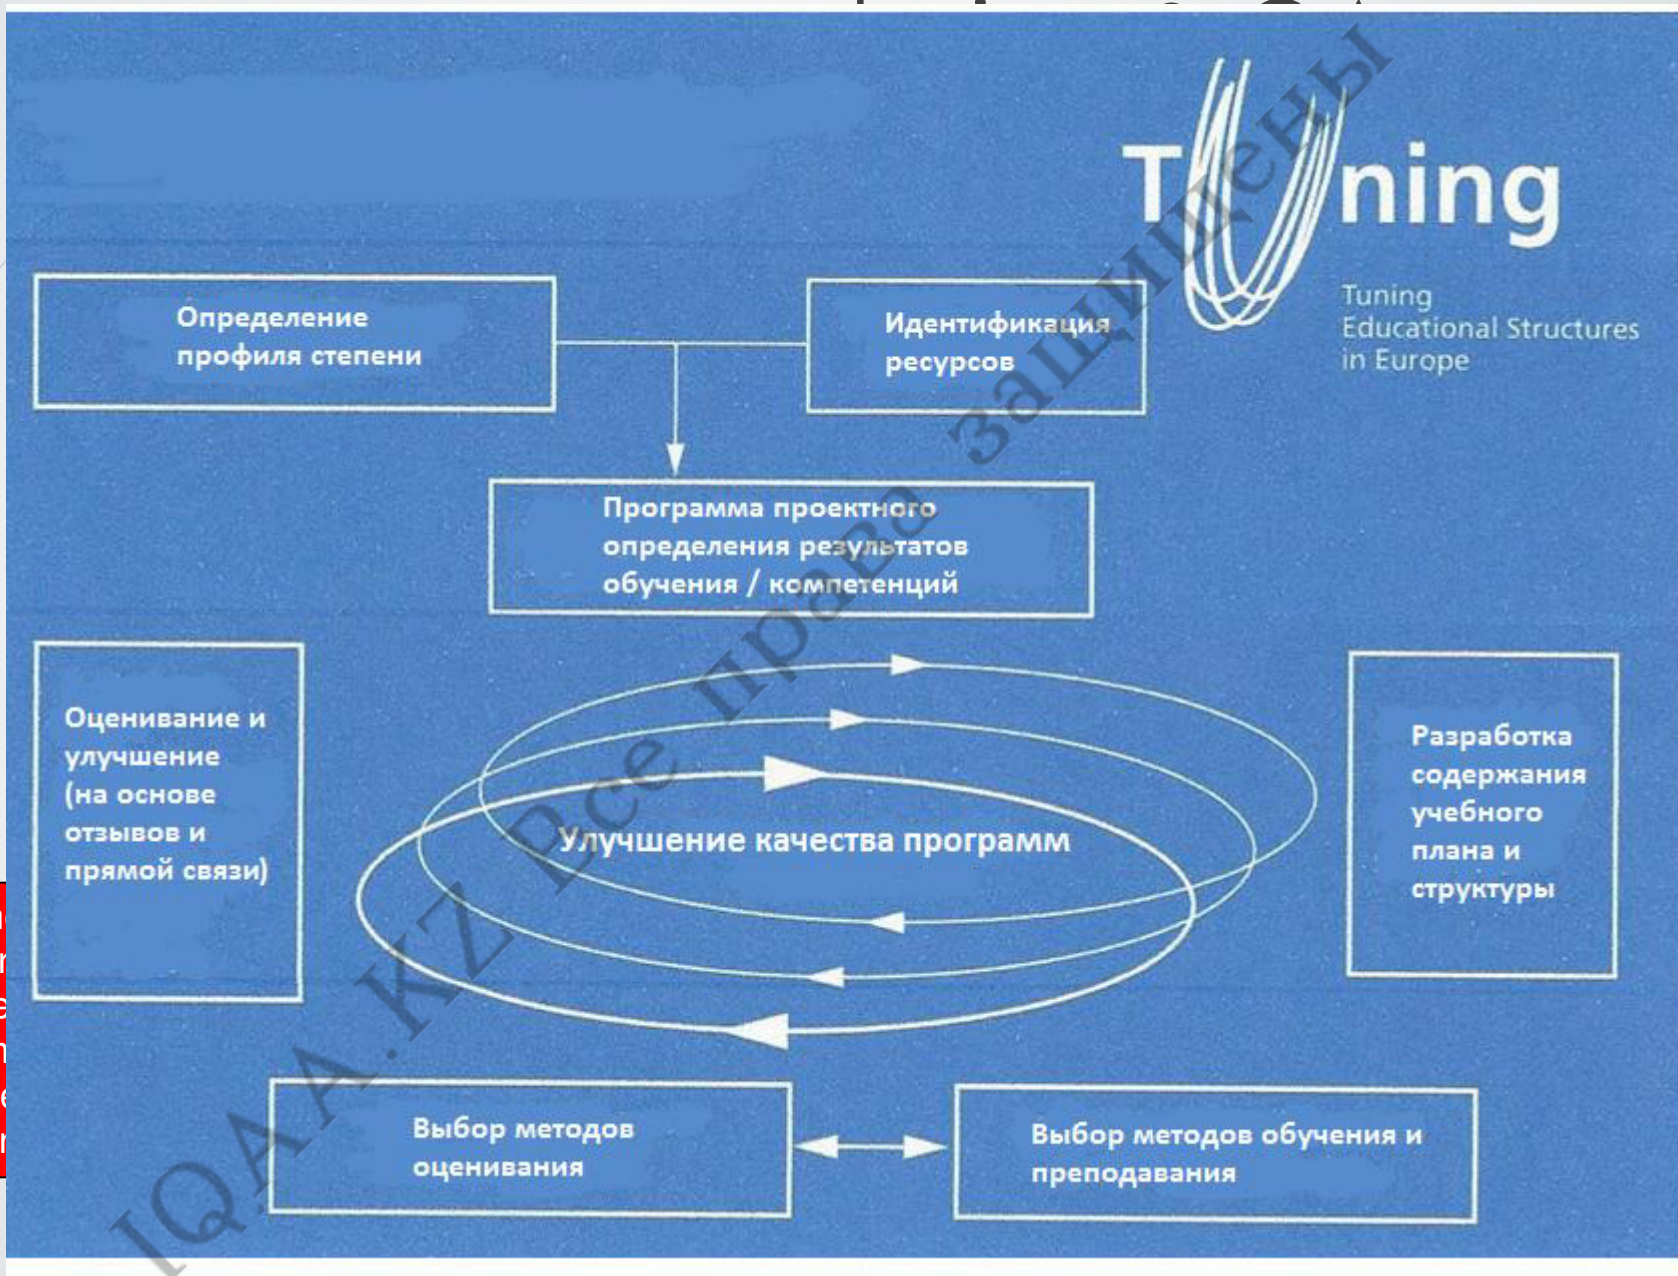 Tuning
Tuning
Educational Structures
in Europe
Определение
профиля степени
Идентификация
ресурсов
Программа проектного
определения результатов
обучения / компетенций
Оценивание и
улучшение
(на основе
отзывов и
прямой связи)
Улучшение качества программ
Разработка
содержания
учебного
плана и
структуры
Выбор методов
оценивания
Выбор методов обучения и
преподавания
IQAA.KZ Все права защищены